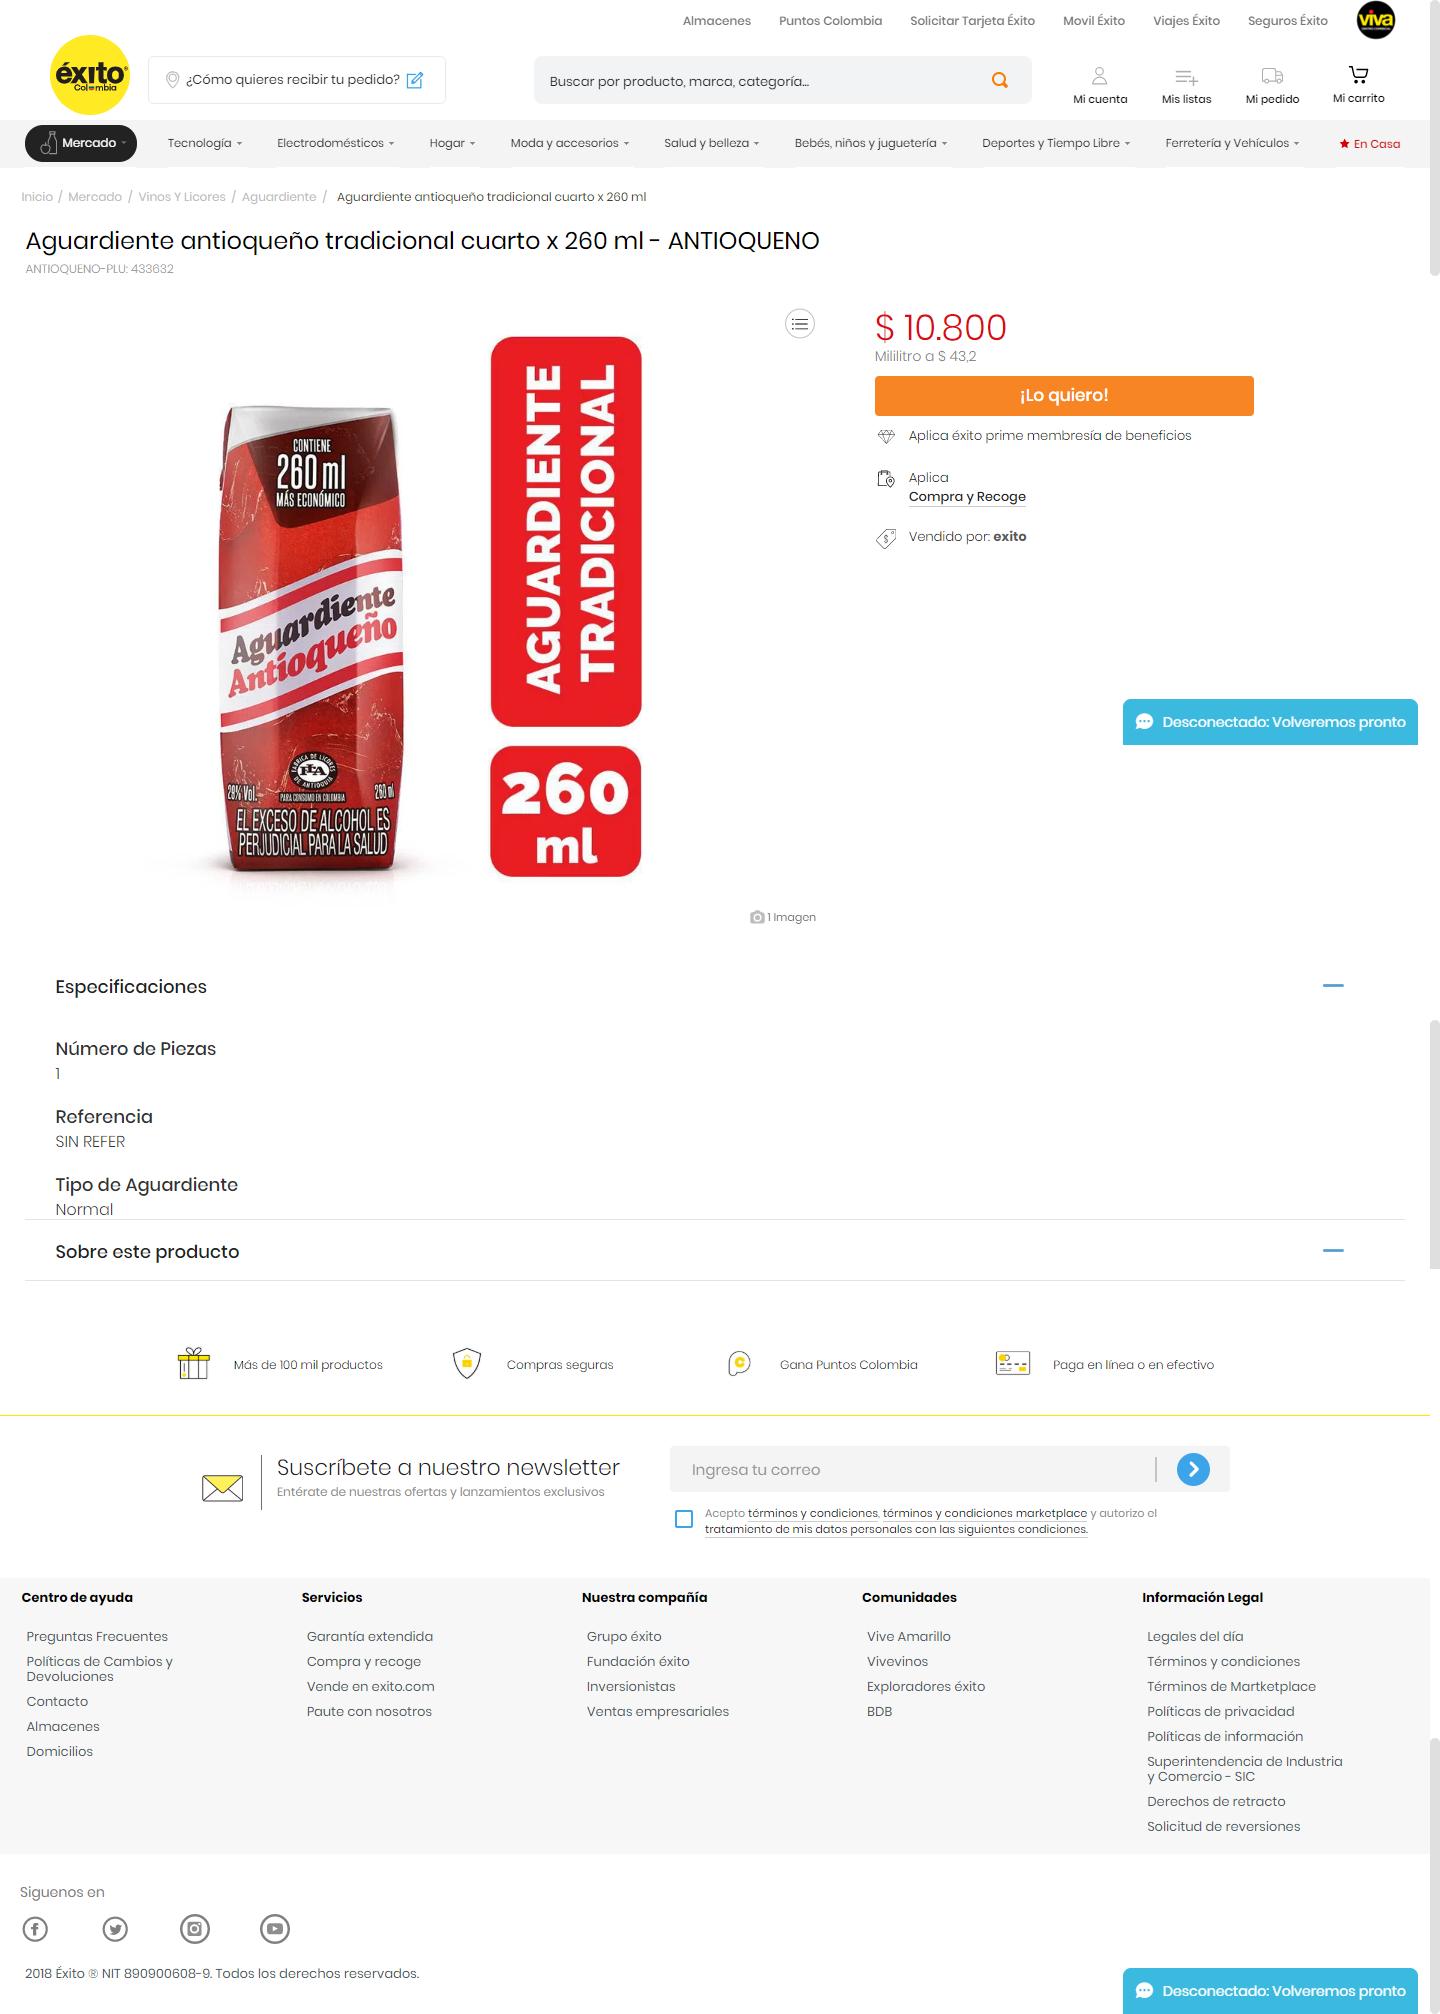 Almacenes Puntos Colombia Solicitar Tarjeta Éxito Movil Éxito Viajes Éxito Seguros Éxito viva
éxito
Colombia
¿Cómo quieres recibir tu pedido?
Buscar por producto, marca, categoría...
Mi cuenta Mis listas Mi pedido Mi carrito
Mercado Tecnología Electrodomésticos Hogar Moda y accesorios Salud y belleza Bebés, niños y juguetería Deportes y Tiempo Libre Ferretería y Vehículos En Casa
Inicio / Mercado / Vinos Y Licores / Aguardiente / Aguardiente antioqueño tradicional cuarto x 260 ml
Aguardiente antioqueño tradicional cuarto x 260 ml - ANTIOQUENO
ANTIOQUENO-PLU: 433632
CONTIENE
260 ml
MÁS ECONÓMICO
Aguardiente
Antioqueño
FÁBRICA DE LICORES
FLA
DE ANTIOQUIA
29% Vol.
PARA CONSUMO EN COLOMBIA
260 ml
EL EXCESO DE ALCOHOL ES
PERJUDICIAL PARA LA SALUD
AGUARDIENTE
TRADICIONAL
260
ml
1 Imagen
$ 10.800
Mililitro a $ 43,2
¡Lo quiero!
Aplica éxito prime membresía de beneficios
Aplica
Compra y Recoge
Vendido por: exito
Desconectado: Volveremos pronto
Especificaciones
Número de Piezas
1
Referencia
SIN REFER
Tipo de Aguardiente
Normal
Sobre este producto
Más de 100 mil productos
Compras seguras
Gana Puntos Colombia
Paga en línea o en efectivo
Suscríbete a nuestro newsletter
Entérate de nuestras ofertas y lanzamientos exclusivos
Ingresa tu correo
Acepto términos y condiciones, términos y condiciones marketplace y autorizo el
tratamiento de mis datos personales con las siguientes condiciones.
Centro de ayuda
Preguntas Frecuentes
Políticas de Cambios y
Devoluciones
Contacto
Almacenes
Domicilios
Servicios
Garantía extendida
Compra y recoge
Vende en exito.com
Paute con nosotros
Nuestra compañía
Grupo éxito
Fundación éxito
Inversionistas
Ventas empresariales
Comunidades
Vive Amarillo
Vivevinos
Exploradores éxito
BDB
Información Legal
Legales del día
Términos y condiciones
Términos de Martketplace
Políticas de privacidad
Políticas de información
Superintendencia de Industria
y Comercio - SIC
Derechos de retracto
Solicitud de reversiones
Siguenos en
2018 Éxito ® NIT 890900608-9. Todos los derechos reservados.
Desconectado: Volveremos pronto